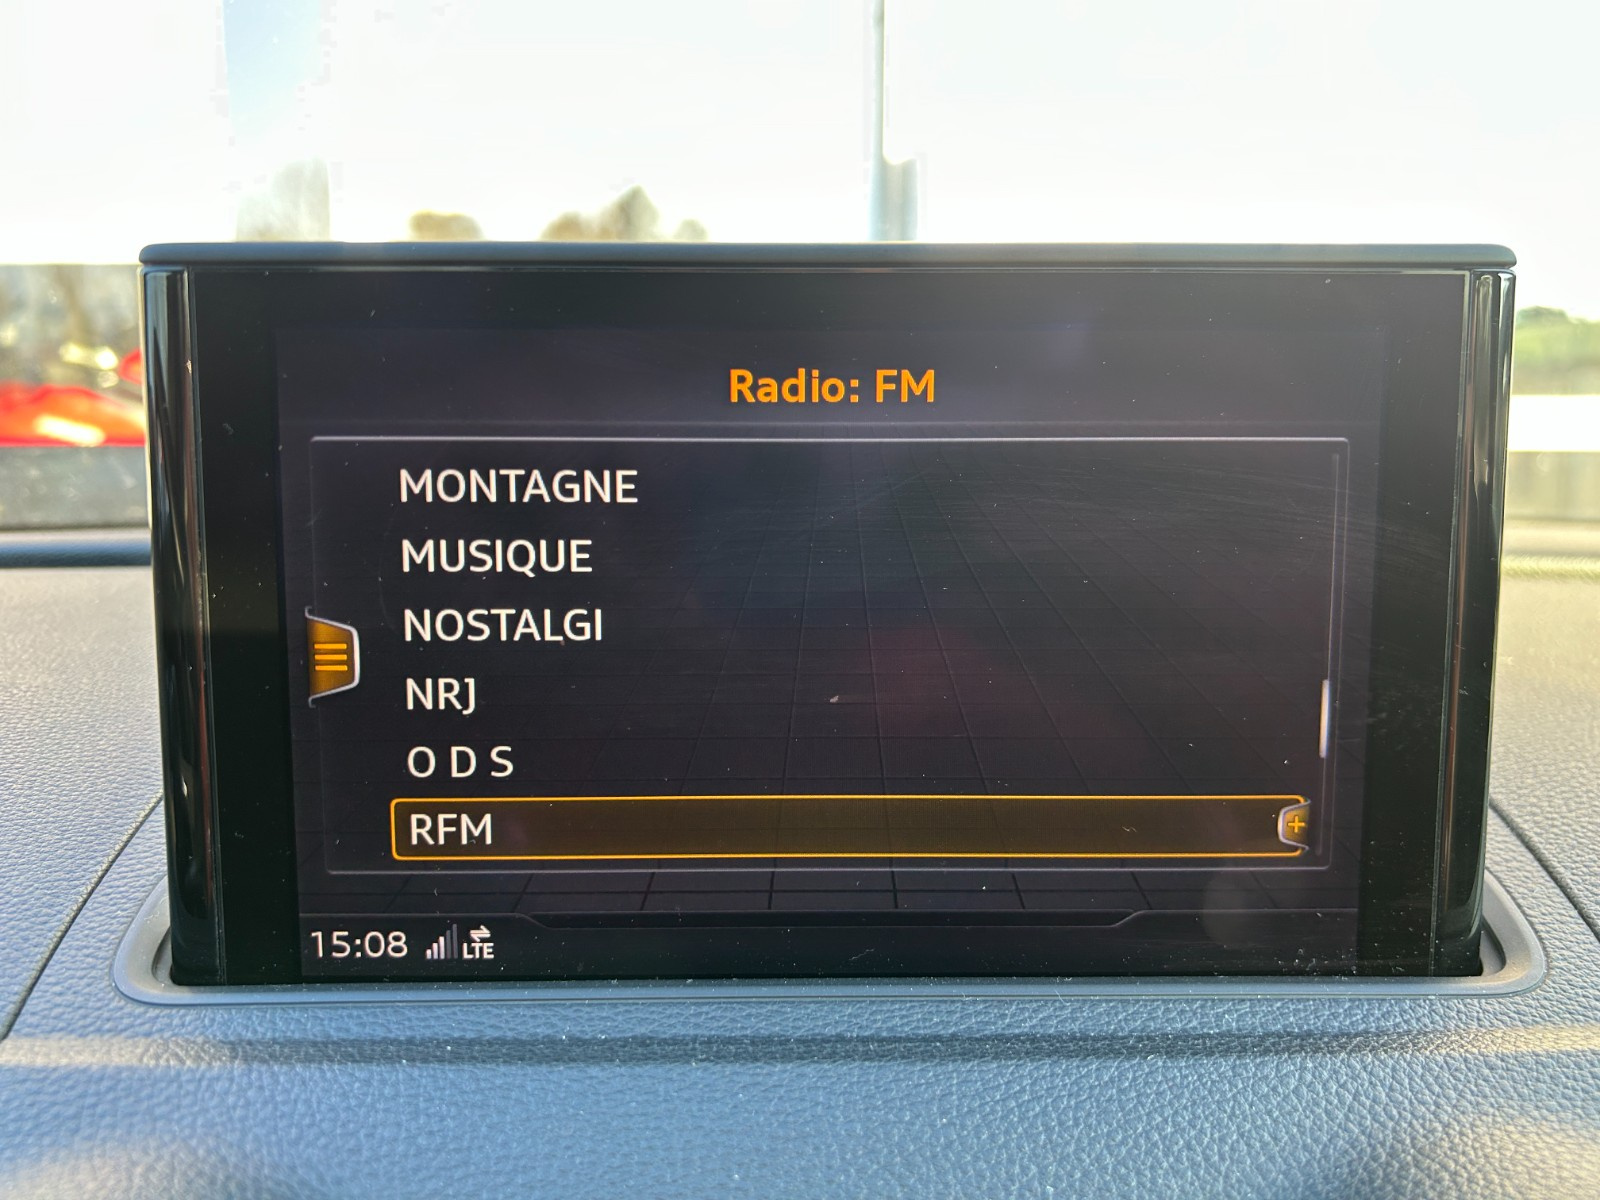 Radio: FM
MONTAGNE
MUSIQUE
NOSTALGI
NRJ
O D S
RFM
15:08 LTE